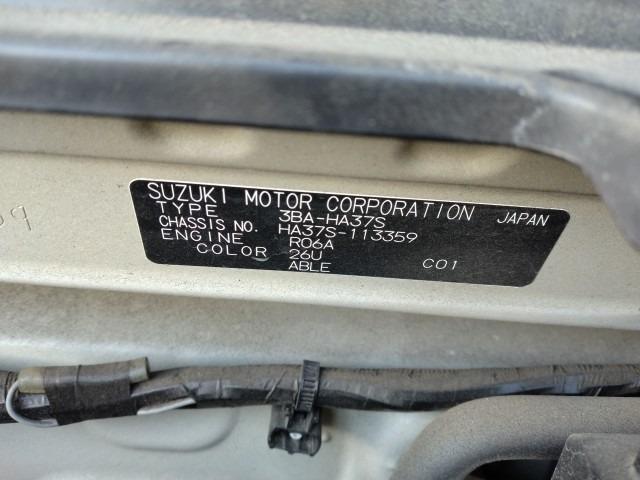 SUZUKI MOTOR CORPORATION JAPAN
TYPE 3BA-HA37S
CHASSIS NO. HA37S-113359
ENGINE R06A
COLOR 26U
ABLE C01